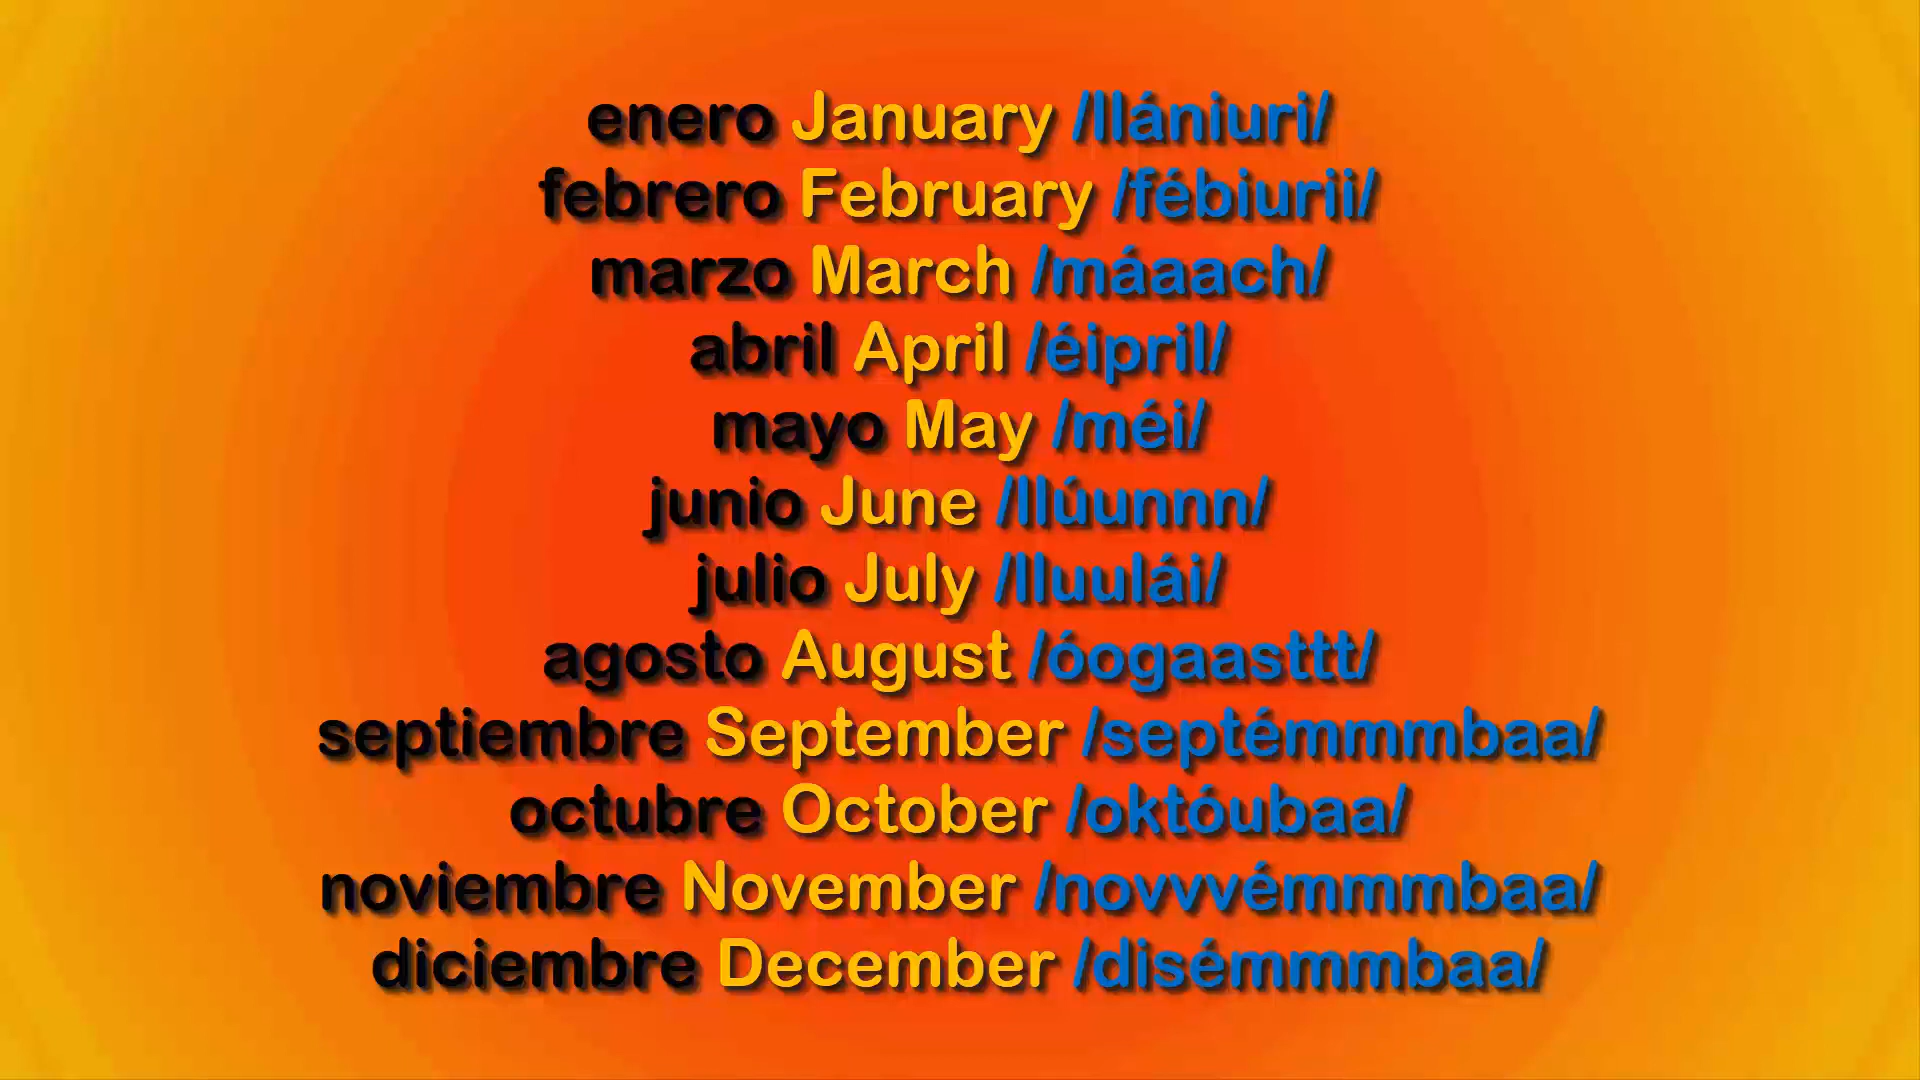 enero January /llániuri/
febrero February /fébiurii/
marzo March /máaach/
abril April /éipril/
mayo May /méi/
junio June /llúunnn/
julio July /lluulái/
agosto August /óogaasttt/
septiembre September /septémmmbaa/
octubre October /októubaa/
noviembre November /novvvémmmbaa/
diciembre December /disémmmbaa/